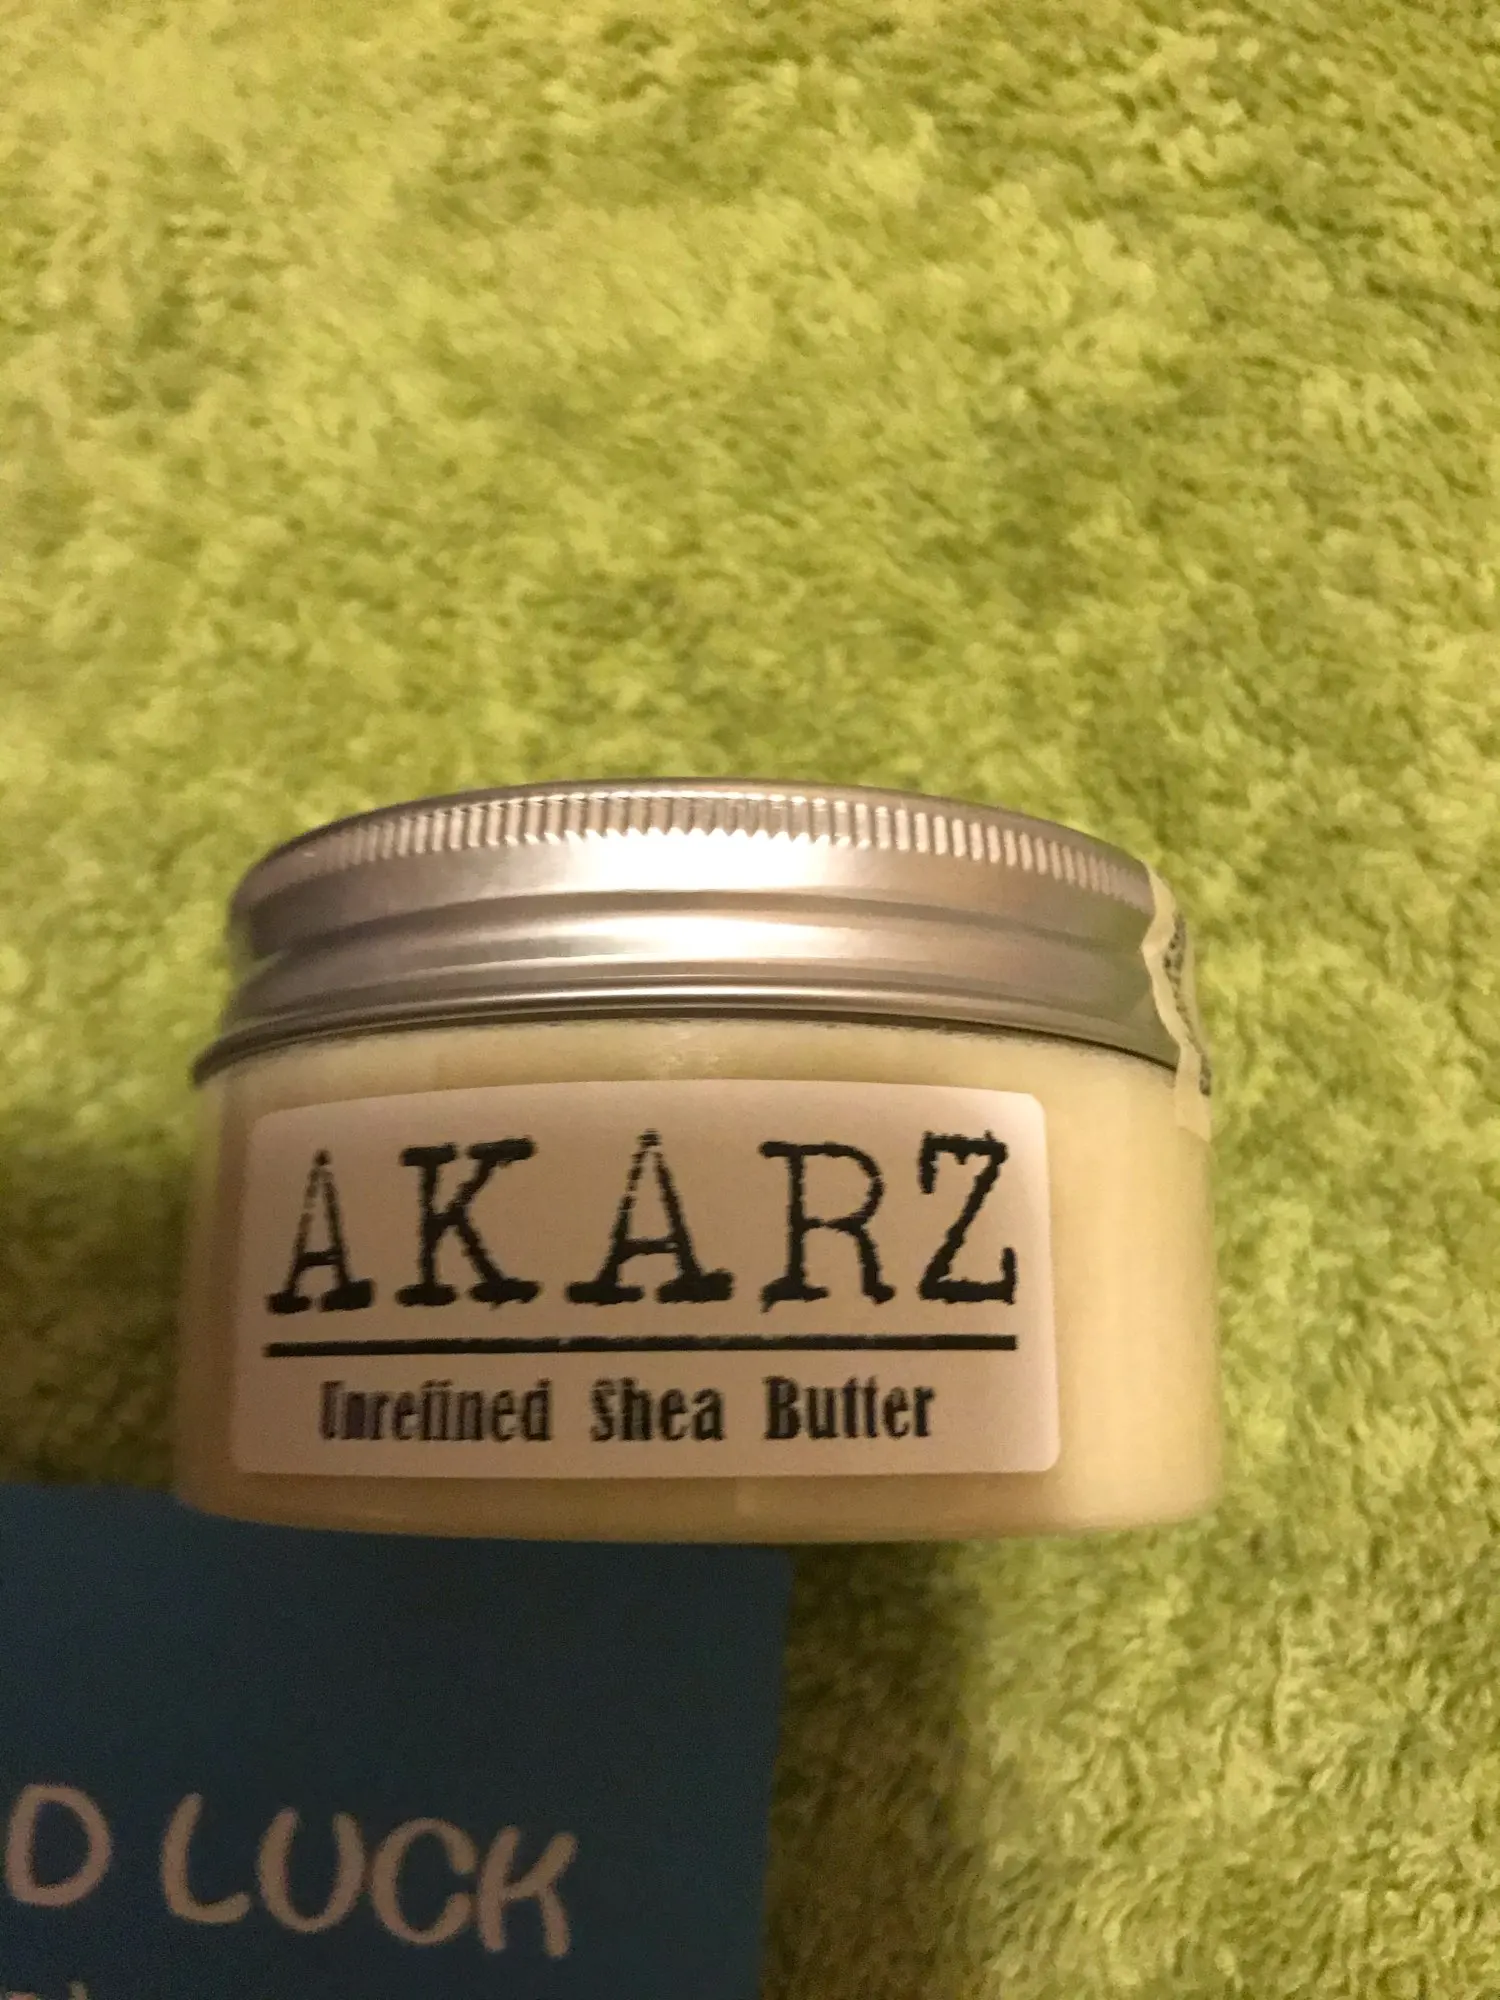 AKARZ
Unrefined Shea Butter
D LUCK